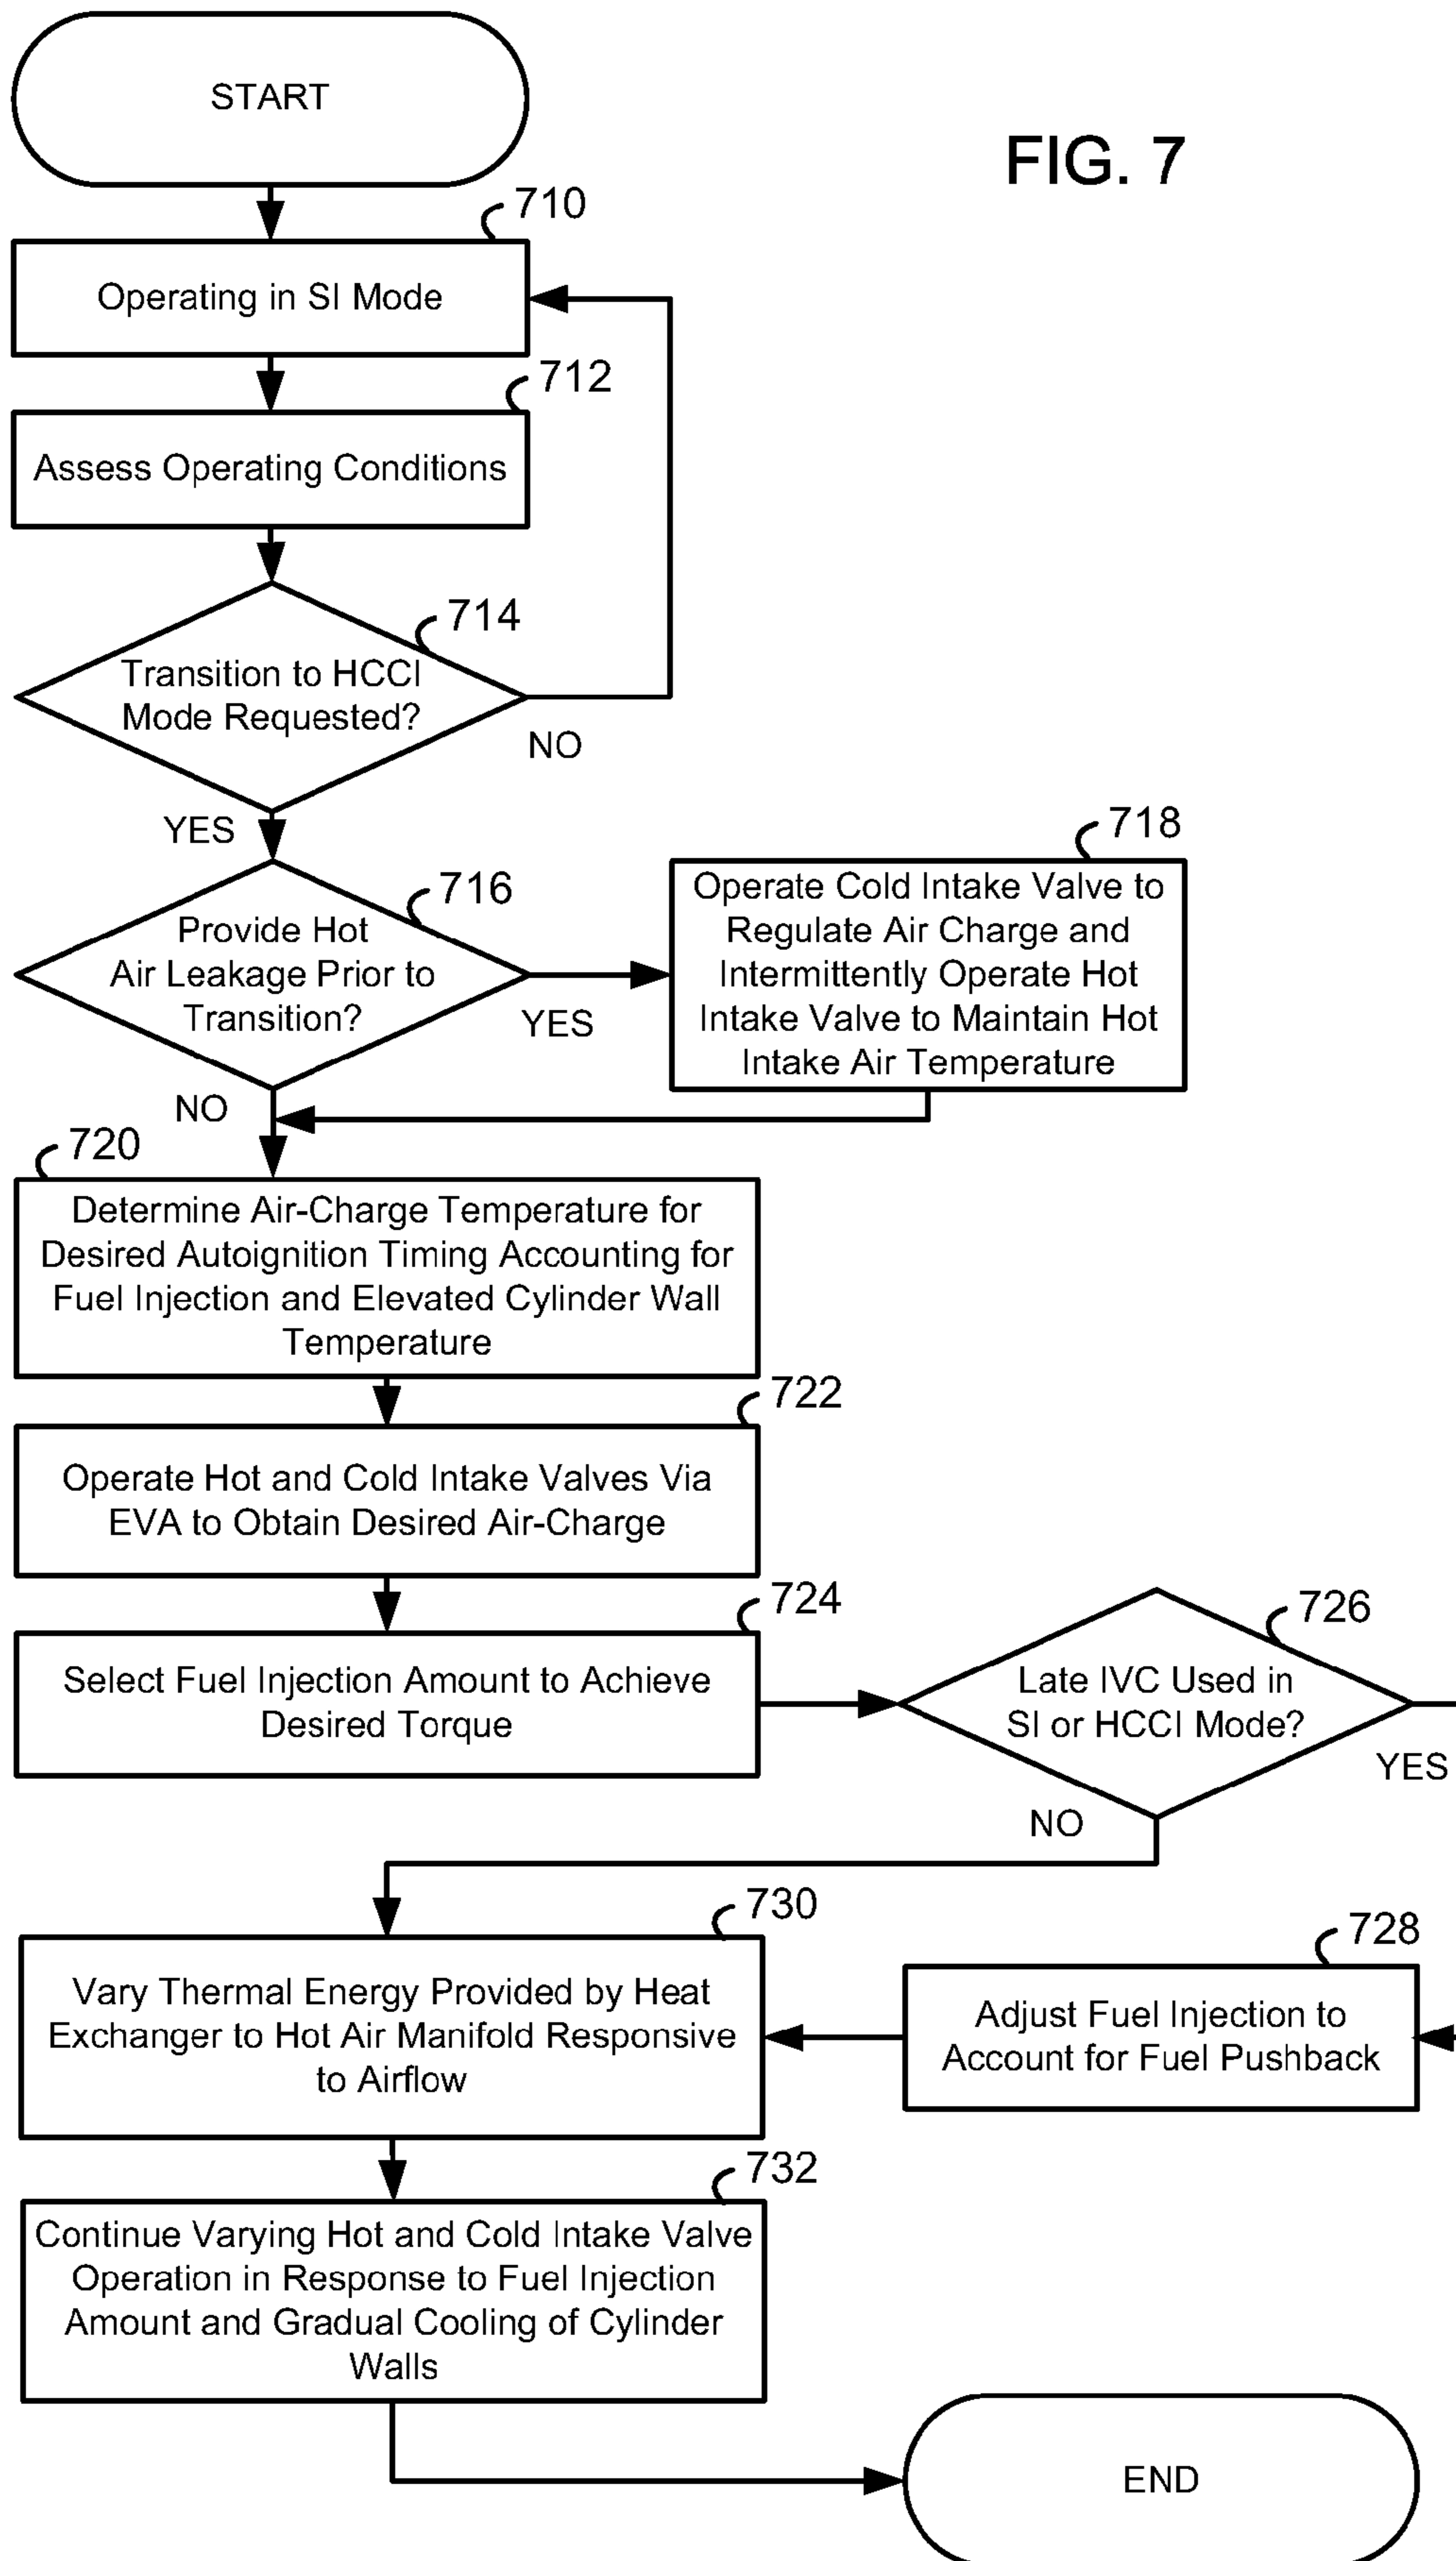 START
FIG. 7
710
Operating in SI Mode
712
Assess Operating Conditions
714
Transition to HCCI
Mode Requested?
NO
YES
716
Provide Hot
Air Leakage Prior to
Transition?
YES
NO
718
Operate Cold Intake Valve to
Regulate Air Charge and
Intermittently Operate Hot
Intake Valve to Maintain Hot
Intake Air Temperature
720
Determine Air-Charge Temperature for
Desired Autoignition Timing Accounting for
Fuel Injection and Elevated Cylinder Wall
Temperature
722
Operate Hot and Cold Intake Valves Via
EVA to Obtain Desired Air-Charge
724
Select Fuel Injection Amount to Achieve
Desired Torque
726
Late IVC Used in
SI or HCCI Mode?
YES
NO
728
Adjust Fuel Injection to
Account for Fuel Pushback
730
Vary Thermal Energy Provided by Heat
Exchanger to Hot Air Manifold Responsive
to Airflow
732
Continue Varying Hot and Cold Intake Valve
Operation in Response to Fuel Injection
Amount and Gradual Cooling of Cylinder
Walls
END